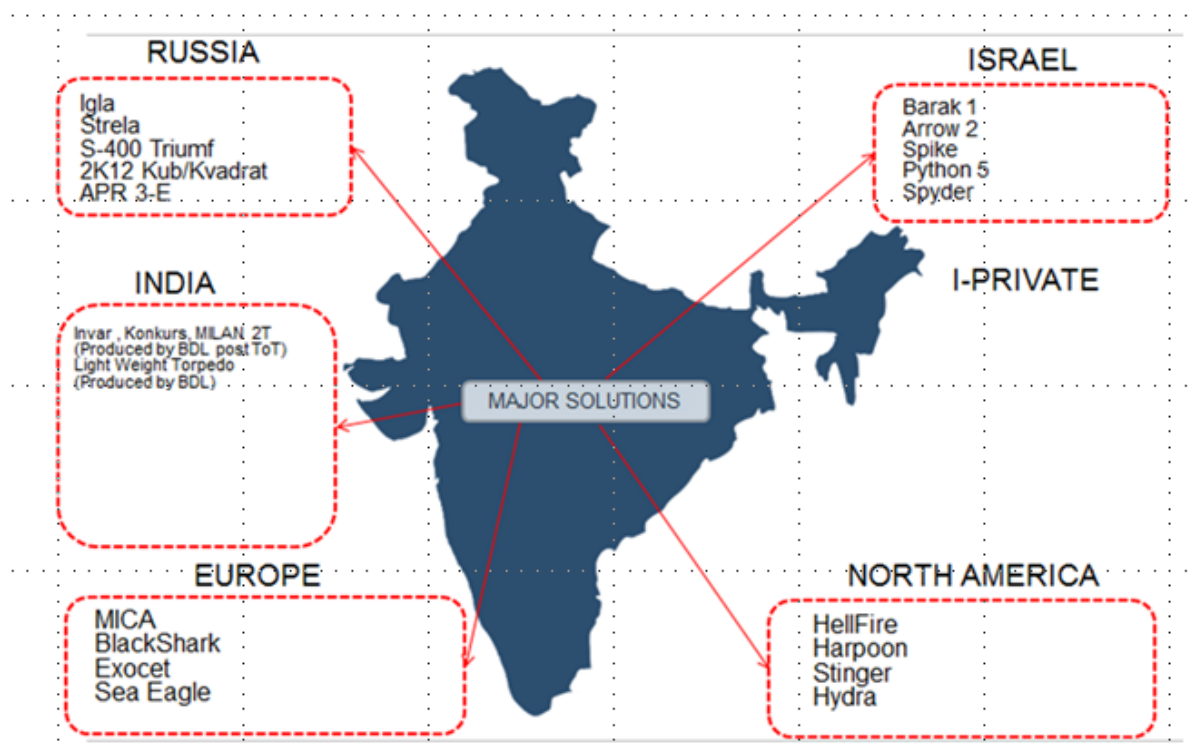 RUSSIA
Igla
Strela
S-400 Triumf
2K12 Kub/Kvadrat
APR 3-E
ISRAEL
Barak 1
Arrow 2
Spike
Python 5
Spyder
INDIA
Invar , Konkurs, MILAN 2T
(Produced by BDL post ToT)
Light Weight Torpedo
(Produced by BDL)
I-PRIVATE
MAJOR SOLUTIONS
EUROPE
MICA
BlackShark
Exocet
Sea Eagle
NORTH AMERICA
HellFire
Harpoon
Stinger
Hydra